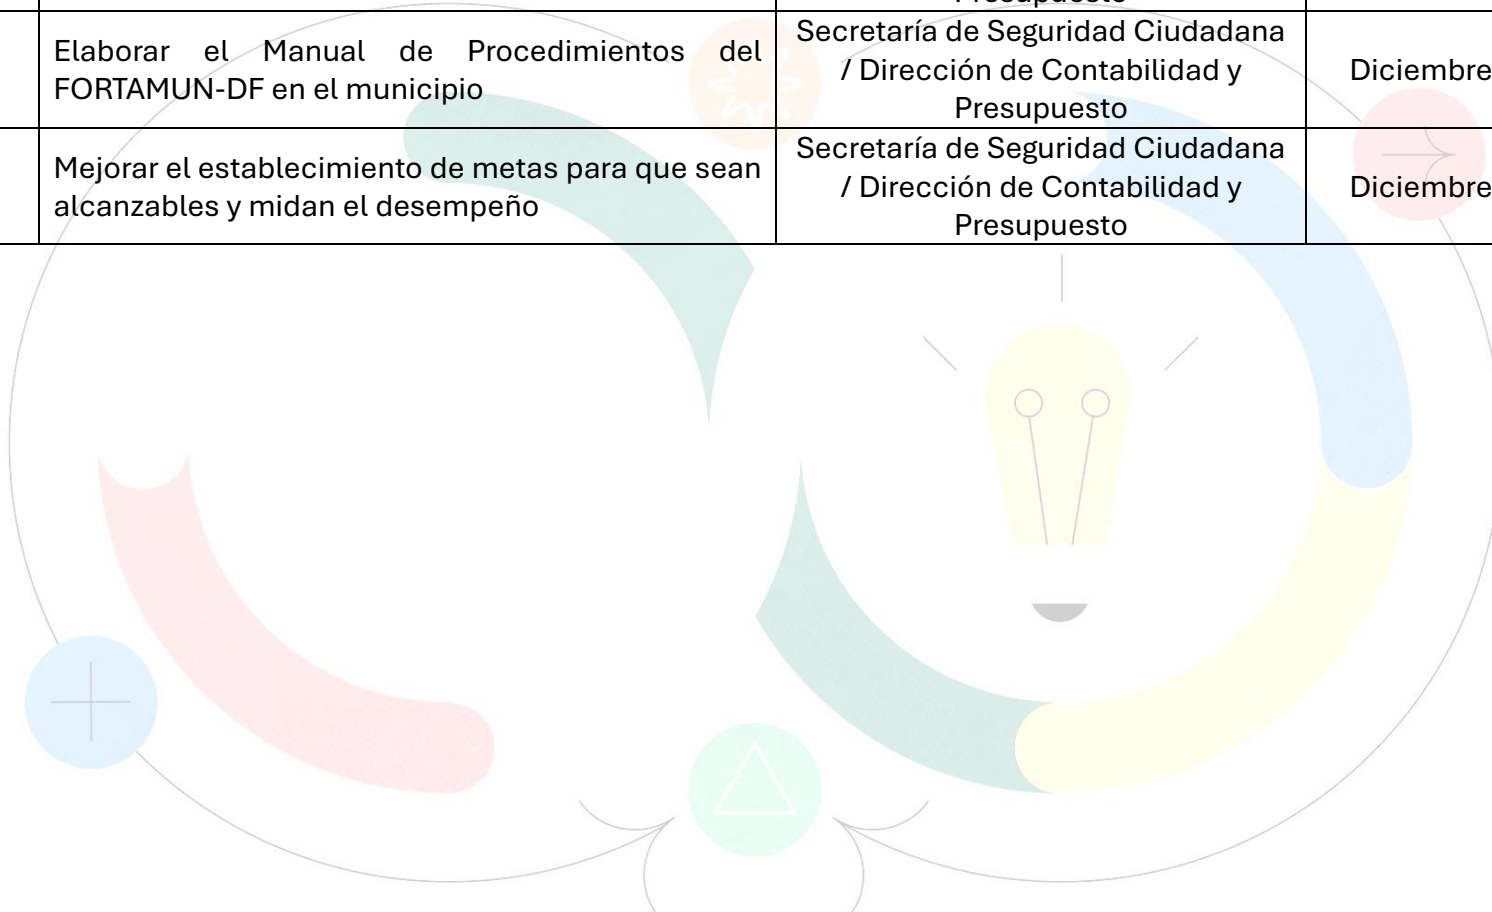 Presupuesto
Elaborar el Manual de Procedimientos del
FORTAMUN-DF en el municipio
Secretaría de Seguridad Ciudadana
/ Dirección de Contabilidad y
Presupuesto
Diciembre
Mejorar el establecimiento de metas para que sean
alcanzables y midan el desempeño
Secretaría de Seguridad Ciudadana
/ Dirección de Contabilidad y
Presupuesto
Diciembre